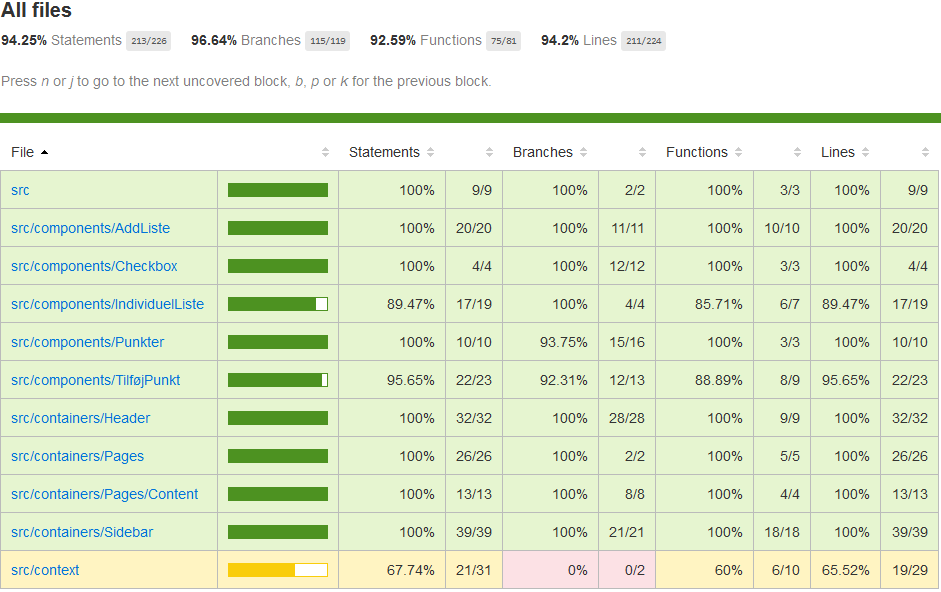 All files
94.25% Statements 213/226 96.64% Branches 115/119 92.59% Functions 75/81 94.2% Lines 211/224
Press n or j to go to the next uncovered block, b, p or k for the previous block.
File Statements Branches Functions Lines
src 100% 9/9 100% 2/2 100% 3/3 100% 9/9
src/components/AddListe 100% 20/20 100% 11/11 100% 10/10 100% 20/20
src/components/Checkbox 100% 4/4 100% 12/12 100% 3/3 100% 4/4
src/components/IndividuelListe 89.47% 17/19 100% 4/4 85.71% 6/7 89.47% 17/19
src/components/Punkter 100% 10/10 93.75% 15/16 100% 3/3 100% 10/10
src/components/TilføjPunkt 95.65% 22/23 92.31% 12/13 88.89% 8/9 95.65% 22/23
src/containers/Header 100% 32/32 100% 28/28 100% 9/9 100% 32/32
src/containers/Pages 100% 26/26 100% 2/2 100% 5/5 100% 26/26
src/containers/Pages/Content 100% 13/13 100% 8/8 100% 4/4 100% 13/13
src/containers/Sidebar 100% 39/39 100% 21/21 100% 18/18 100% 39/39
src/context 67.74% 21/31 0% 0/2 60% 6/10 65.52% 19/29